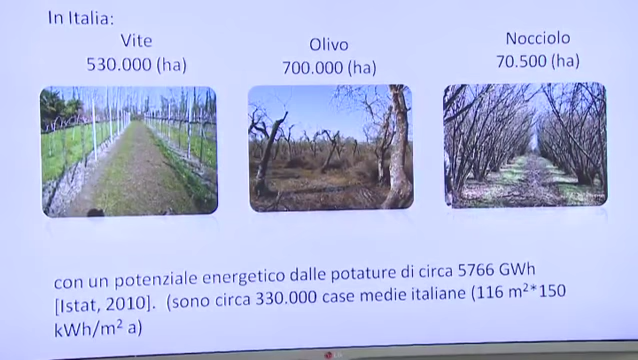 In Italia:
Vite
530.000 (ha)
Olivo
700.000 (ha)
Nocciolo
70.500 (ha)
con un potenziale energetico dalle potature di circa 5766 GWh
[Istat, 2010]. (sono circa 330.000 case medie italiane (116 m²*150
kWh/m² a)
LG